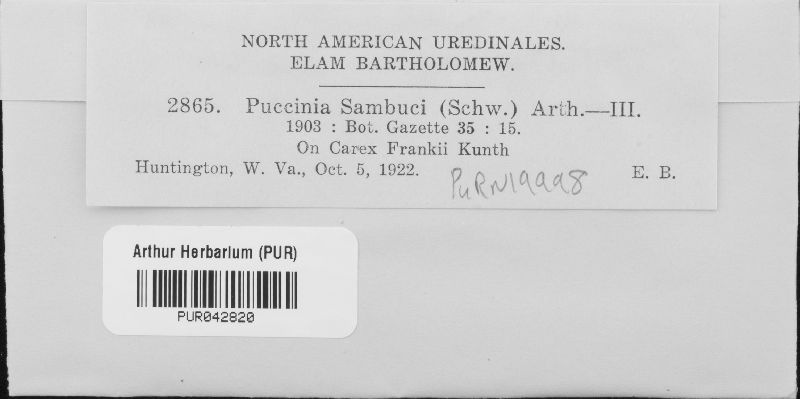 NORTH AMERICAN UREDINALES.
ELAM BARTHOLOMEW.
2865. Puccinia Sambuci (Schw.) Arth.—III.
1903 : Bot. Gazette 35 : 15.
On Carex Frankii Kunth
Huntington, W. Va., Oct. 5, 1922. E. B.
PURN19998
Arthur Herbarium (PUR)
PUR042820